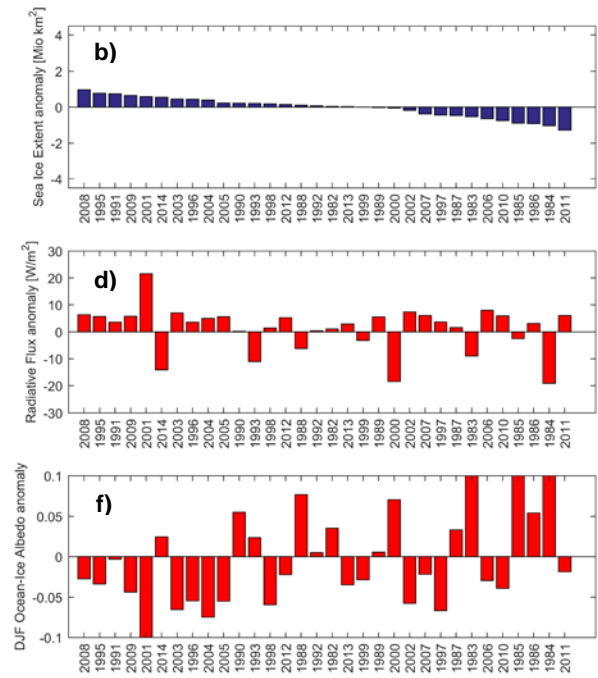 b)
Sea Ice Extent anomaly [Mio km²]
4
2
0
-2
-4
2008 1995 1991 2009 2001 2014 2003 1996 2004 2005 1990 1993 1998 2012 1988 1992 1982 2013 1999 1989 2000 2002 2007 1997 1987 1983 2006 2010 1985 1986 1984 2011
d)
Radiative Flux anomaly [W/m²]
30
20
10
0
-10
-20
-30
2008 1995 1991 2009 2001 2014 2003 1996 2004 2005 1990 1993 1998 2012 1988 1992 1982 2013 1999 1989 2000 2002 2007 1997 1987 1983 2006 2010 1985 1986 1984 2011
f)
DJF Ocean-Ice Albedo anomaly
0.1
0.05
0
-0.05
-0.1
2008 1995 1991 2009 2001 2014 2003 1996 2004 2005 1990 1993 1998 2012 1988 1992 1982 2013 1999 1989 2000 2002 2007 1997 1987 1983 2006 2010 1985 1986 1984 2011